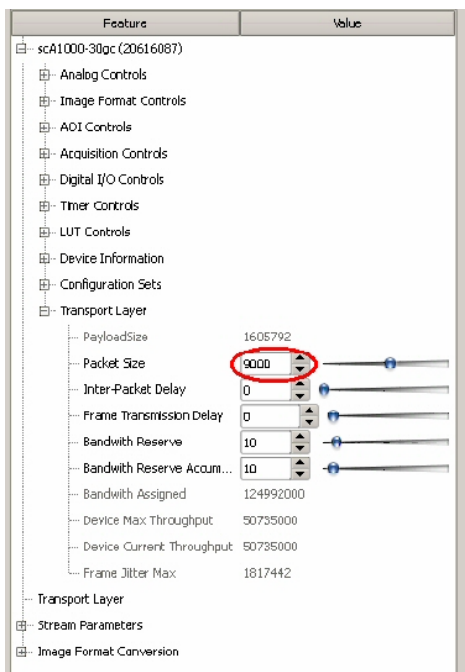 Feature Value
scA1000-30gc (20616087)
Analog Controls
Image Format Controls
AOI Controls
Acquisition Controls
Digital I/O Controls
Timer Controls
LUT Controls
Device Information
Configuration Sets
Transport Layer
PayloadSize 1605792
Packet Size 9000
Inter-Packet Delay 0
Frame Transmission Delay 0
Bandwith Reserve 10
Bandwith Reserve Accum... 10
Bandwith Assigned 124992000
Device Max Throughput 50735000
Device Current Throughput 50735000
Frame Jitter Max 1817442
Transport Layer
Stream Parameters
Image Format Conversion